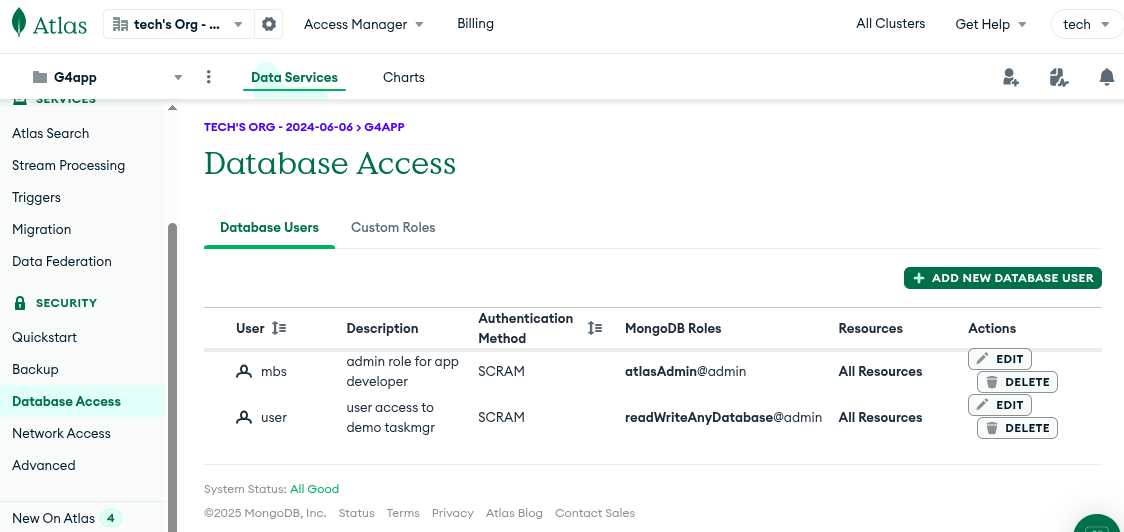 Atlas
tech's Org - ...
Access Manager
Billing
All Clusters
Get Help
tech
G4app
Data Services
Charts
SERVICES
Atlas Search
Stream Processing
Triggers
Migration
Data Federation
SECURITY
Quickstart
Backup
Database Access
Network Access
Advanced
New On Atlas 4
TECH'S ORG - 2024-06-06 > G4APP
Database Access
Database Users
Custom Roles
+ ADD NEW DATABASE USER
User
Description
Authentication
Method
MongoDB Roles
Resources
Actions
mbs
admin role for app
developer
SCRAM
atlasAdmin@admin
All Resources
EDIT
DELETE
user
user access to
demo taskmgr
SCRAM
readWriteAnyDatabase@admin
All Resources
EDIT
DELETE
System Status: All Good
©2025 MongoDB, Inc.
Status
Terms
Privacy
Atlas Blog
Contact Sales